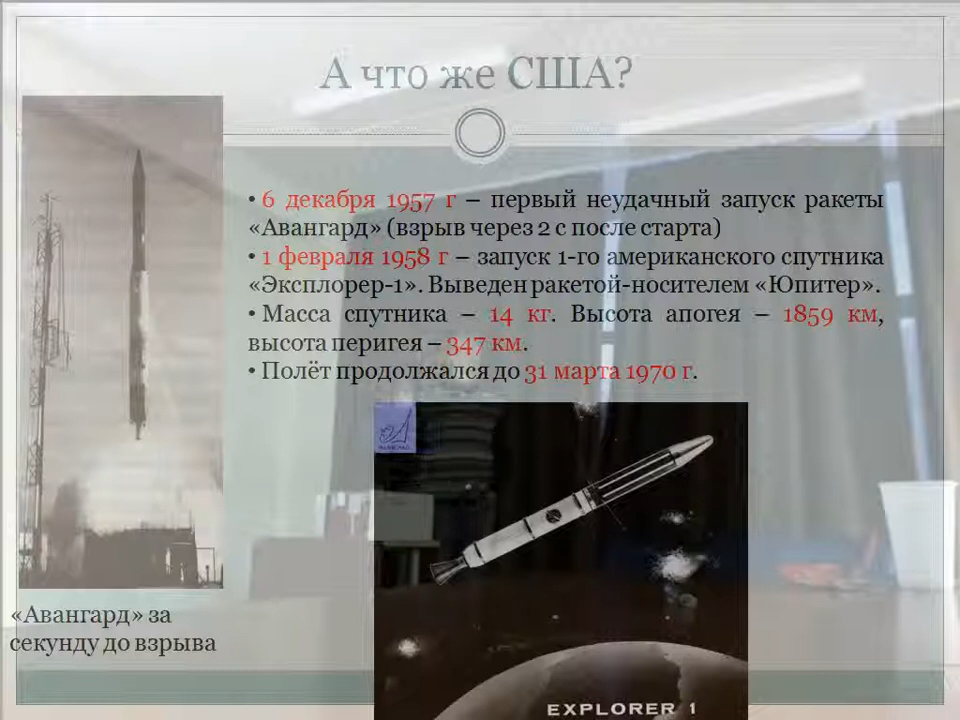 А что же США?
• 6 декабря 1957 г – первый неудачный запуск ракеты
«Авангард» (взрыв через 2 с после старта)
• 1 февраля 1958 г – запуск 1-го американского спутника
«Эксплорер-1». Выведен ракетой-носителем «Юпитер».
• Масса спутника – 14 кг. Высота апогея – 1859 км,
высота перигея – 347 км.
• Полёт продолжался до 31 марта 1970 г.
«Авангард» за
секунду до взрыва
EXPLORER 1